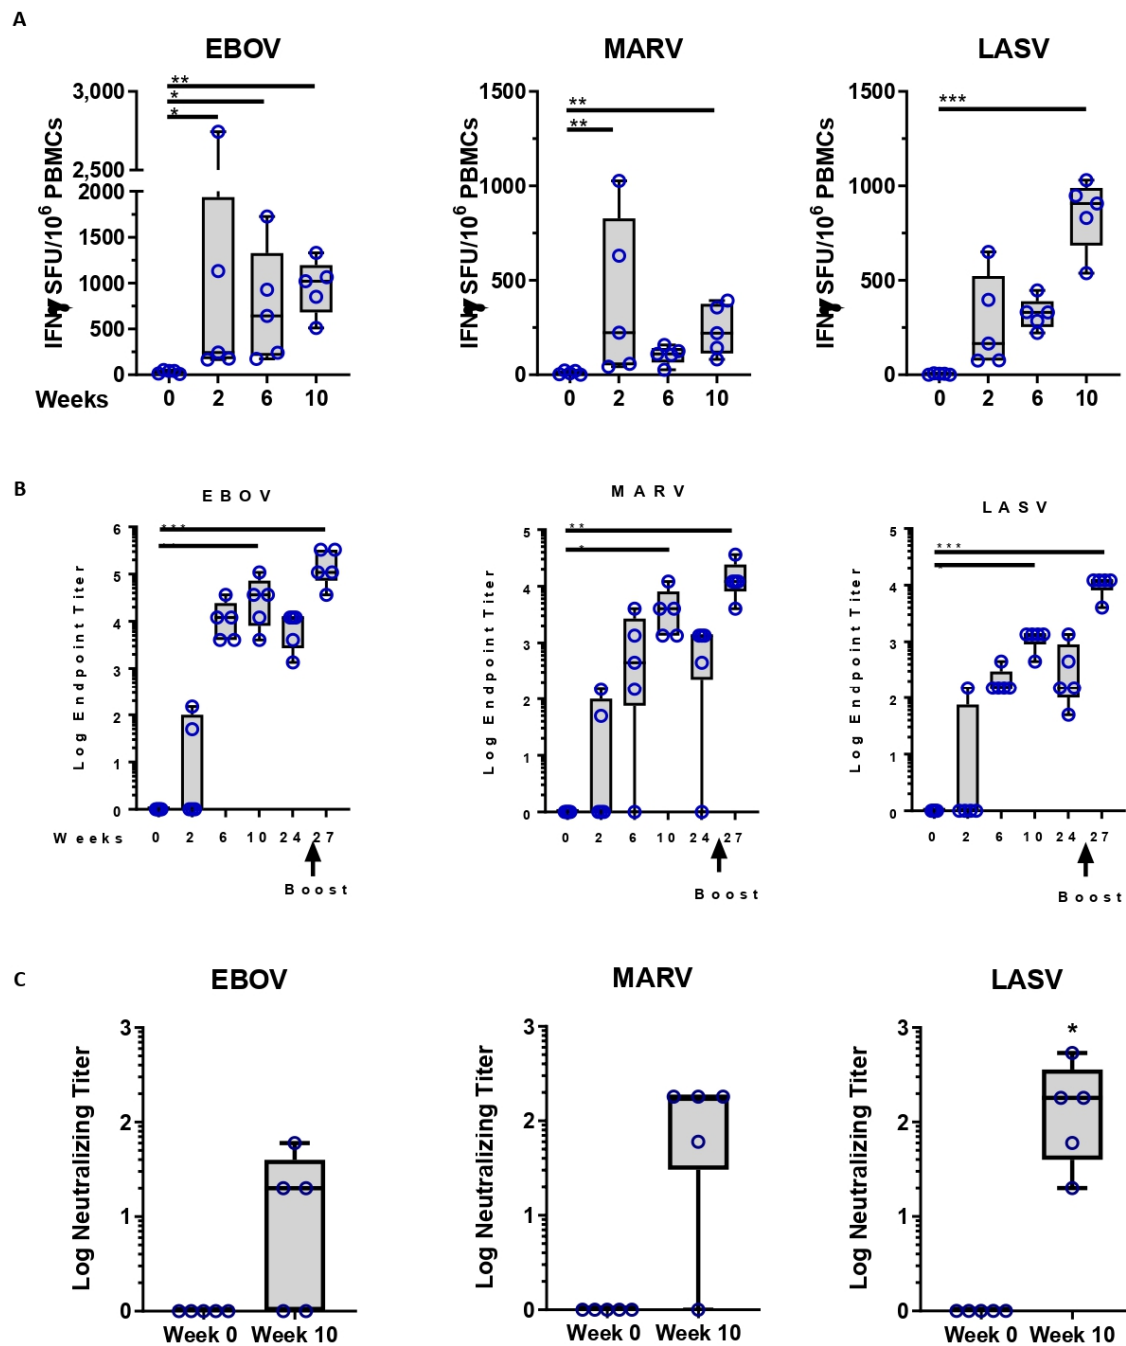 A
EBOV MARV LASV
IFNγ SFU/10⁶ PBMCs
3,000
2,500
2000
1500
1000
500
0
** * *
Weeks 0 2 6 10
IFNγ SFU/10⁶ PBMCs
1500
1000
500
0
** **
0 2 6 10
IFNγ SFU/10⁶ PBMCs
1500
1000
500
0
***
0 2 6 10
B
EBOV MARV LASV
Log Endpoint Titer
6
5
4
3
2
1
0
***
Weeks 0 2 6 10 24 27
Boost
Log Endpoint Titer
5
4
3
2
1
0
** *
0 2 6 10 24 27
Boost
Log Endpoint Titer
5
4
3
2
1
0
***
0 2 6 10 24 27
Boost
C
EBOV MARV LASV
Log Neutralizing Titer
3
2
1
0
Week 0 Week 10
Log Neutralizing Titer
3
2
1
0
Week 0 Week 10
Log Neutralizing Titer
3
2
1
0
*
Week 0 Week 10